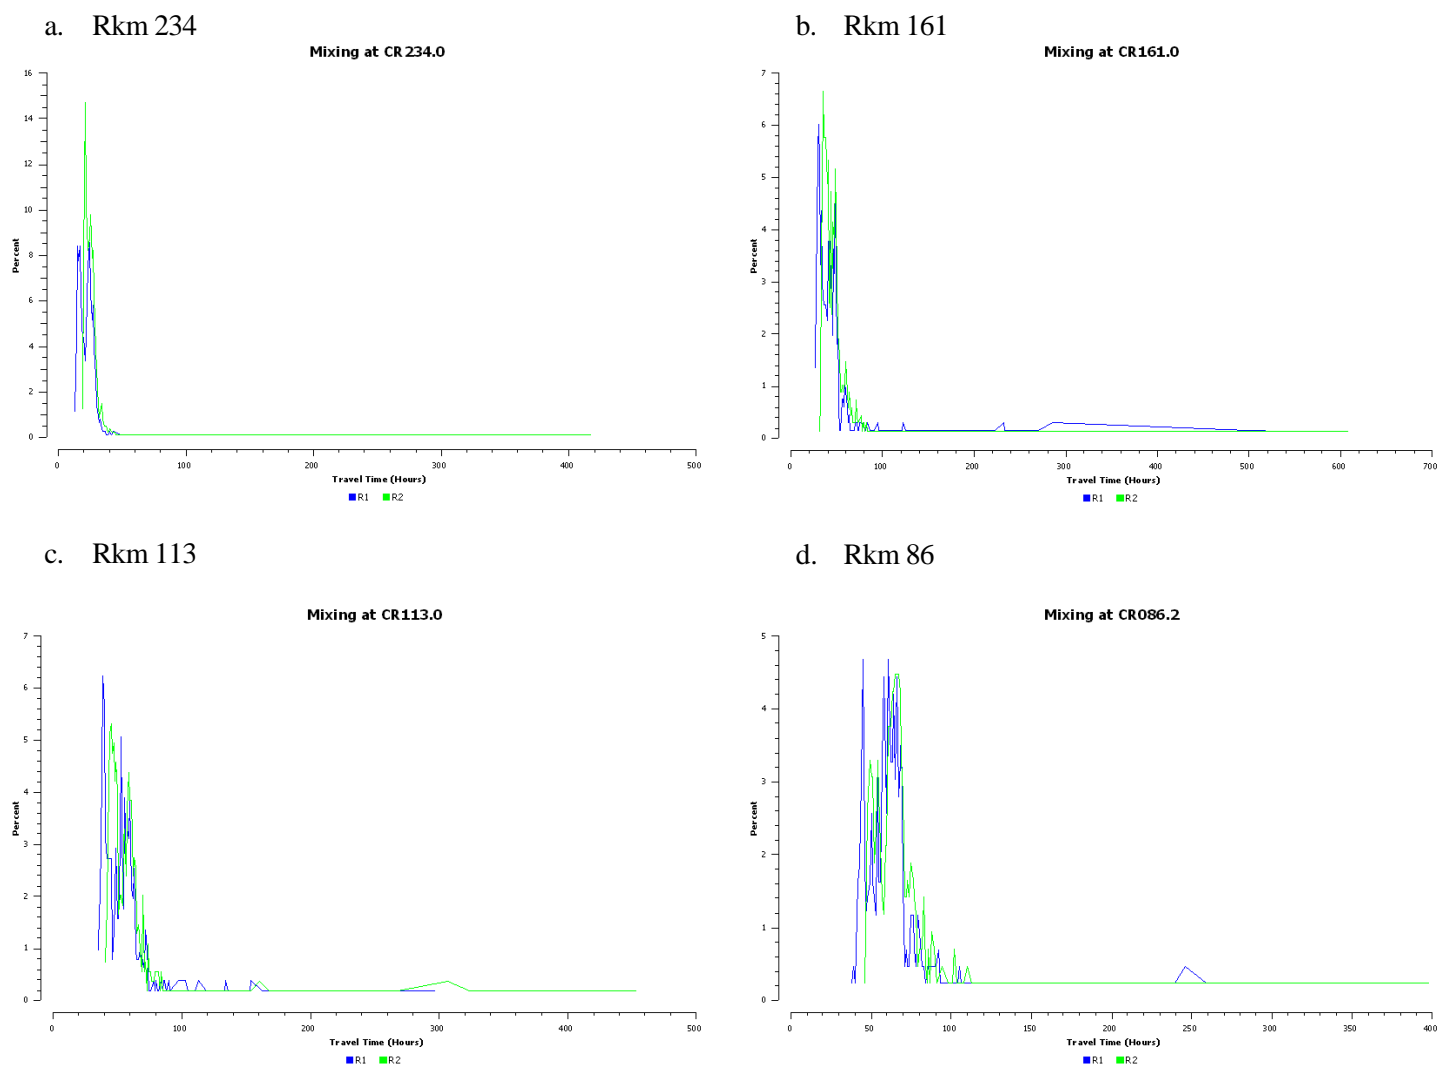 a. Rkm 234
Mixing at CR234.0
16
14
12
10
8
6
4
2
0
Percent
0 100 200 300 400 500
Travel Time (Hours)
R1 R2
b. Rkm 161
Mixing at CR161.0
7
6
5
4
3
2
1
0
Percent
0 100 200 300 400 500 600 700
Travel Time (Hours)
R1 R2
c. Rkm 113
Mixing at CR113.0
7
6
5
4
3
2
1
0
Percent
0 100 200 300 400 500
Travel Time (Hours)
R1 R2
d. Rkm 86
Mixing at CR086.2
5
4
3
2
1
0
Percent
0 50 100 150 200 250 300 350 400
Travel Time (Hours)
R1 R2